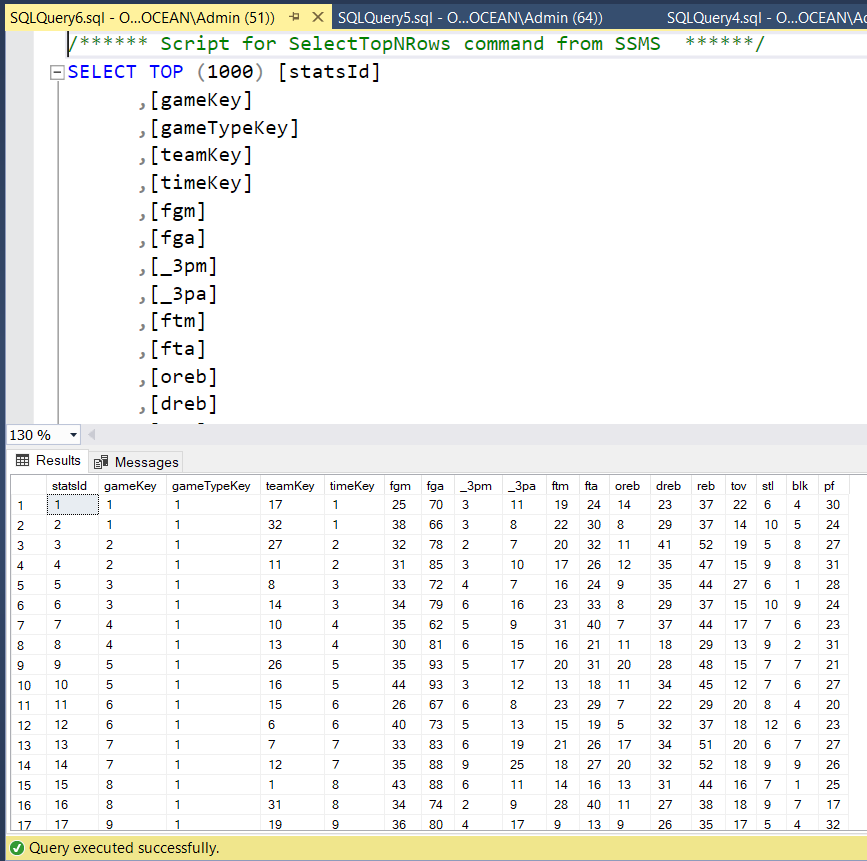 SQLQuery6.sql - O...OCEAN\Admin (51)) SQLQuery5.sql - O...OCEAN\Admin (64)) SQLQuery4.sql - O...OCEAN\Ad
/****** Script for SelectTopNRows command from SSMS ******/
SELECT TOP (1000) [statsId]
,[gameKey]
,[gameTypeKey]
,[teamKey]
,[timeKey]
,[fgm]
,[fga]
,[_3pm]
,[_3pa]
,[ftm]
,[fta]
,[oreb]
,[dreb]
130 %
Results Messages
statsId gameKey gameTypeKey teamKey timeKey fgm fga _3pm _3pa ftm fta oreb dreb reb tov stl blk pf
1 1 1 1 17 1 25 70 3 11 19 24 14 23 37 22 6 4 30
2 2 1 1 32 1 38 66 3 8 22 30 8 29 37 14 10 5 24
3 3 2 1 27 2 32 78 2 7 20 32 11 41 52 19 5 8 27
4 4 2 1 11 2 31 85 3 10 17 26 12 35 47 15 9 8 31
5 5 3 1 8 3 33 72 4 7 16 24 9 35 44 27 6 1 28
6 6 3 1 14 3 34 79 6 16 23 33 8 29 37 15 10 9 24
7 7 4 1 10 4 35 62 5 9 31 40 7 37 44 17 7 6 23
8 8 4 1 13 4 30 81 6 15 16 21 11 18 29 13 9 2 31
9 9 5 1 26 5 35 93 5 17 20 31 20 28 48 15 7 7 21
10 10 5 1 16 5 44 93 3 12 13 18 11 34 45 12 7 6 27
11 11 6 1 15 6 26 67 6 8 23 29 7 22 29 20 8 4 20
12 12 6 1 6 6 40 73 5 13 15 19 5 32 37 18 12 6 23
13 13 7 1 7 7 33 83 6 19 21 26 17 34 51 20 6 7 27
14 14 7 1 12 7 35 88 9 25 18 27 20 32 52 18 9 9 26
15 15 8 1 1 8 43 88 6 11 14 16 13 31 44 16 7 1 25
16 16 8 1 31 8 34 74 2 9 28 40 11 27 38 18 9 7 17
17 17 9 1 19 9 36 80 4 17 9 13 9 26 35 17 5 4 32
Query executed successfully.